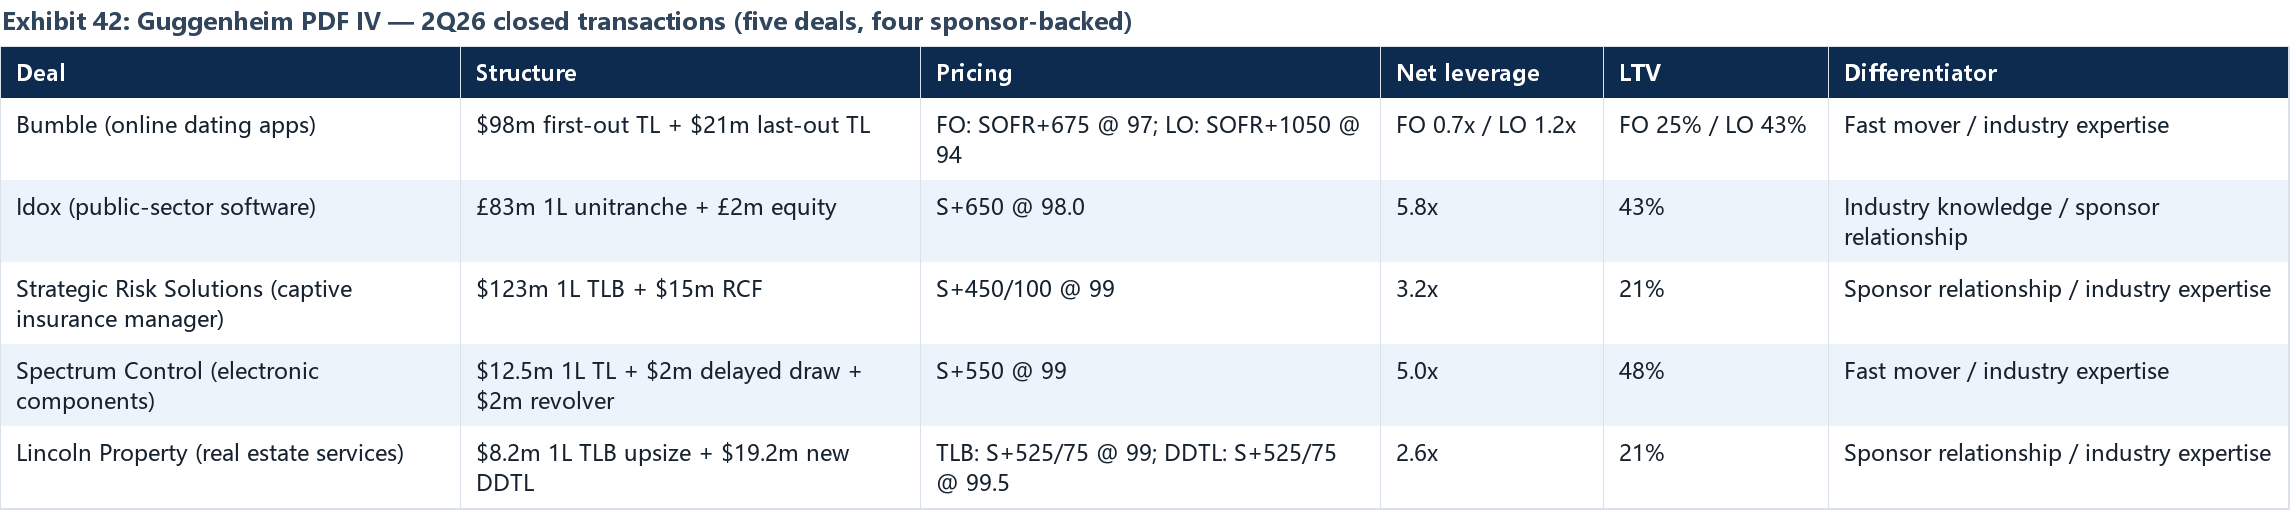 Exhibit 42: Guggenheim PDF IV — 2Q26 closed transactions (five deals, four sponsor-backed)
Deal Structure Pricing Net leverage LTV Differentiator
Bumble (online dating apps) $98m first-out TL + $21m last-out TL FO: SOFR+675 @ 97; LO: SOFR+1050 @ FO 0.7x / LO 1.2x FO 25% / LO 43% Fast mover / industry expertise
94
Idox (public-sector software) £83m 1L unitranche + £2m equity S+650 @ 98.0 5.8x 43% Industry knowledge / sponsor
relationship
Strategic Risk Solutions (captive $123m 1L TLB + $15m RCF S+450/100 @ 99 3.2x 21% Sponsor relationship / industry expertise
insurance manager)
Spectrum Control (electronic $12.5m 1L TL + $2m delayed draw + S+550 @ 99 5.0x 48% Fast mover / industry expertise
components) $2m revolver
Lincoln Property (real estate services) $8.2m 1L TLB upsize + $19.2m new TLB: S+525/75 @ 99; DDTL: S+525/75 2.6x 21% Sponsor relationship / industry expertise
DDTL @ 99.5